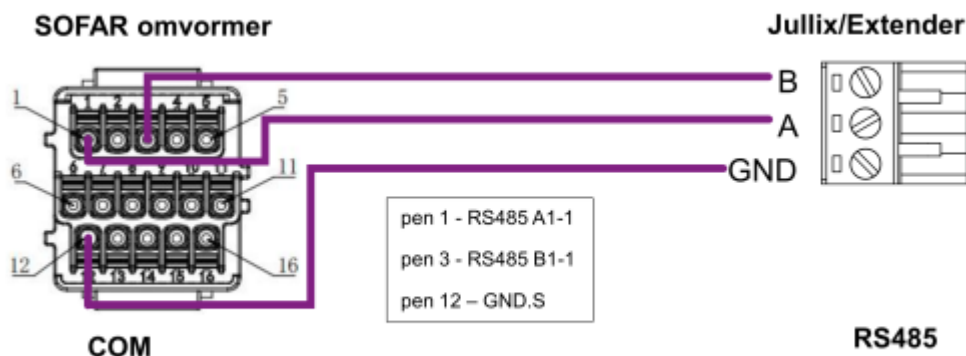 SOFAR omvormer
Jullix/Extender
1 2 4 5
1
5
B
A
GND
6 7 8 9 10 11
6
11
12
16
12 13 14 15 16
pen 1 - RS485 A1-1
pen 3 - RS485 B1-1
pen 12 – GND.S
COM
RS485